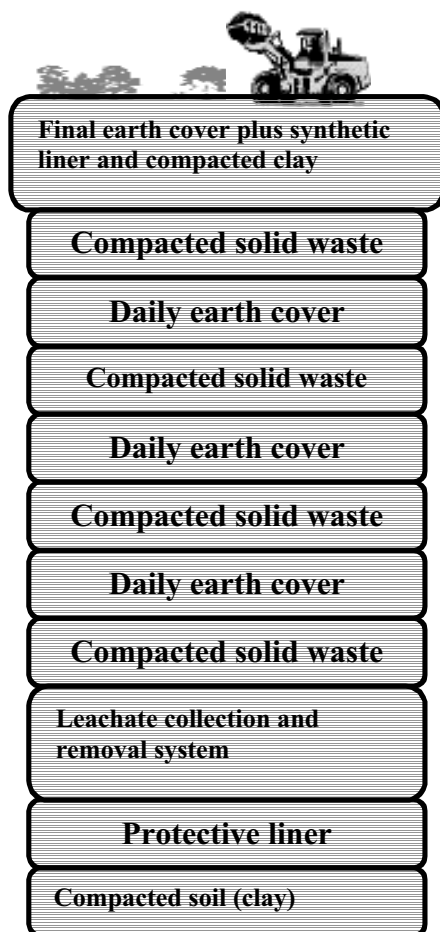 Final earth cover plus synthetic
liner and compacted clay
Compacted solid waste
Daily earth cover
Compacted solid waste
Daily earth cover
Compacted solid waste
Daily earth cover
Compacted solid waste
Leachate collection and
removal system
Protective liner
Compacted soil (clay)